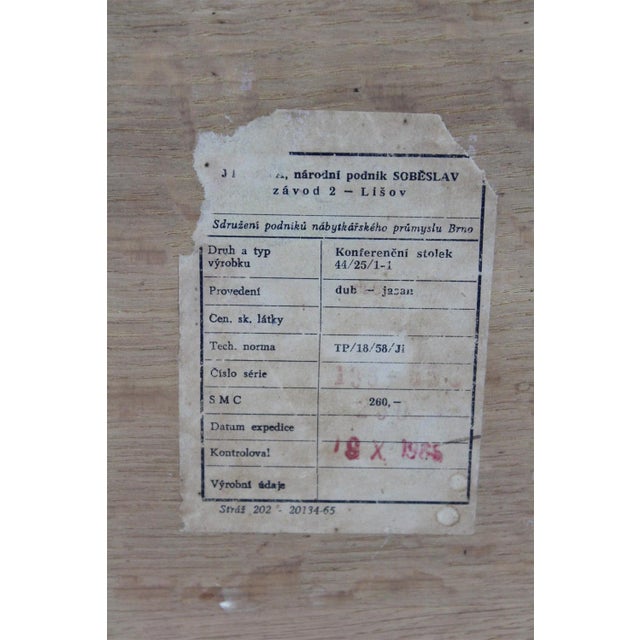 národní podnik SOBĚSLAV
závod 2 - Lišov
Sdružení podniků nábytkářského průmyslu Brno
Druh a typ výrobku
Konferenční stolek 44/25/1-1
Provedení
dub - jasan
Cen. sk. látky
Tech. norma
TP/18/58/Ji
Číslo série
SMC
260,-
Datum expedice
Kontroloval
X 1965
Výrobní údaje
Stráž 202 - 20134-65